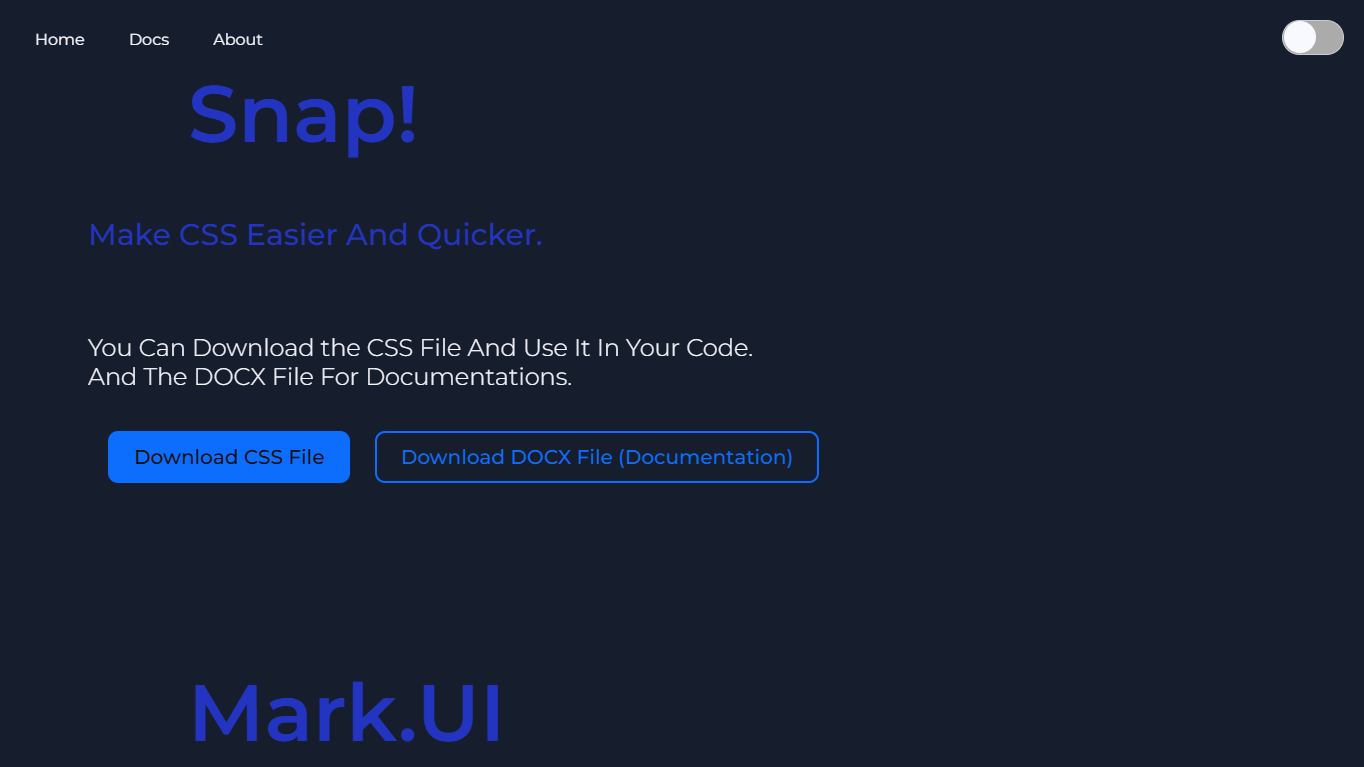 Home Docs About
Snap!
Make CSS Easier And Quicker.
You Can Download the CSS File And Use It In Your Code.
And The DOCX File For Documentations.
Download CSS File Download DOCX File (Documentation)
Mark.UI